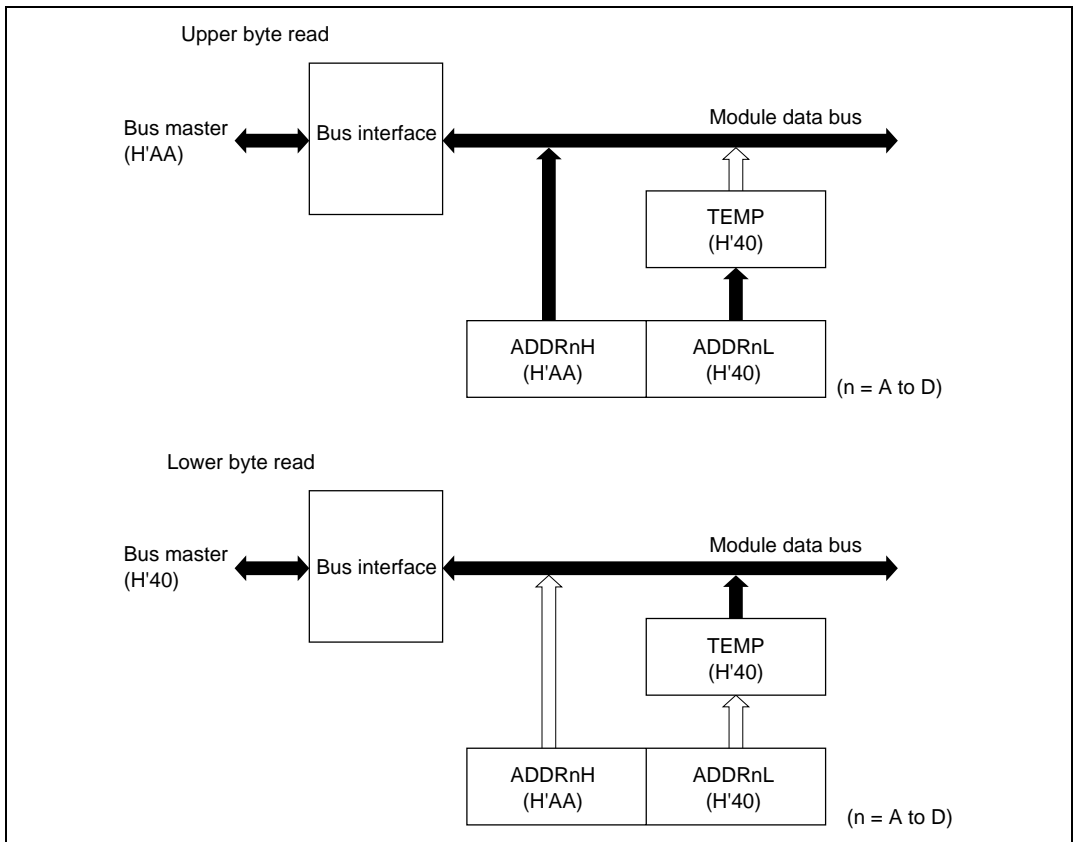 Upper byte read
Bus master
(H'AA)
Bus interface
Module data bus
TEMP
(H'40)
ADDRnH
(H'AA)
ADDRnL
(H'40)
(n = A to D)
Lower byte read
Bus master
(H'40)
Bus interface
Module data bus
TEMP
(H'40)
ADDRnH
(H'AA)
ADDRnL
(H'40)
(n = A to D)